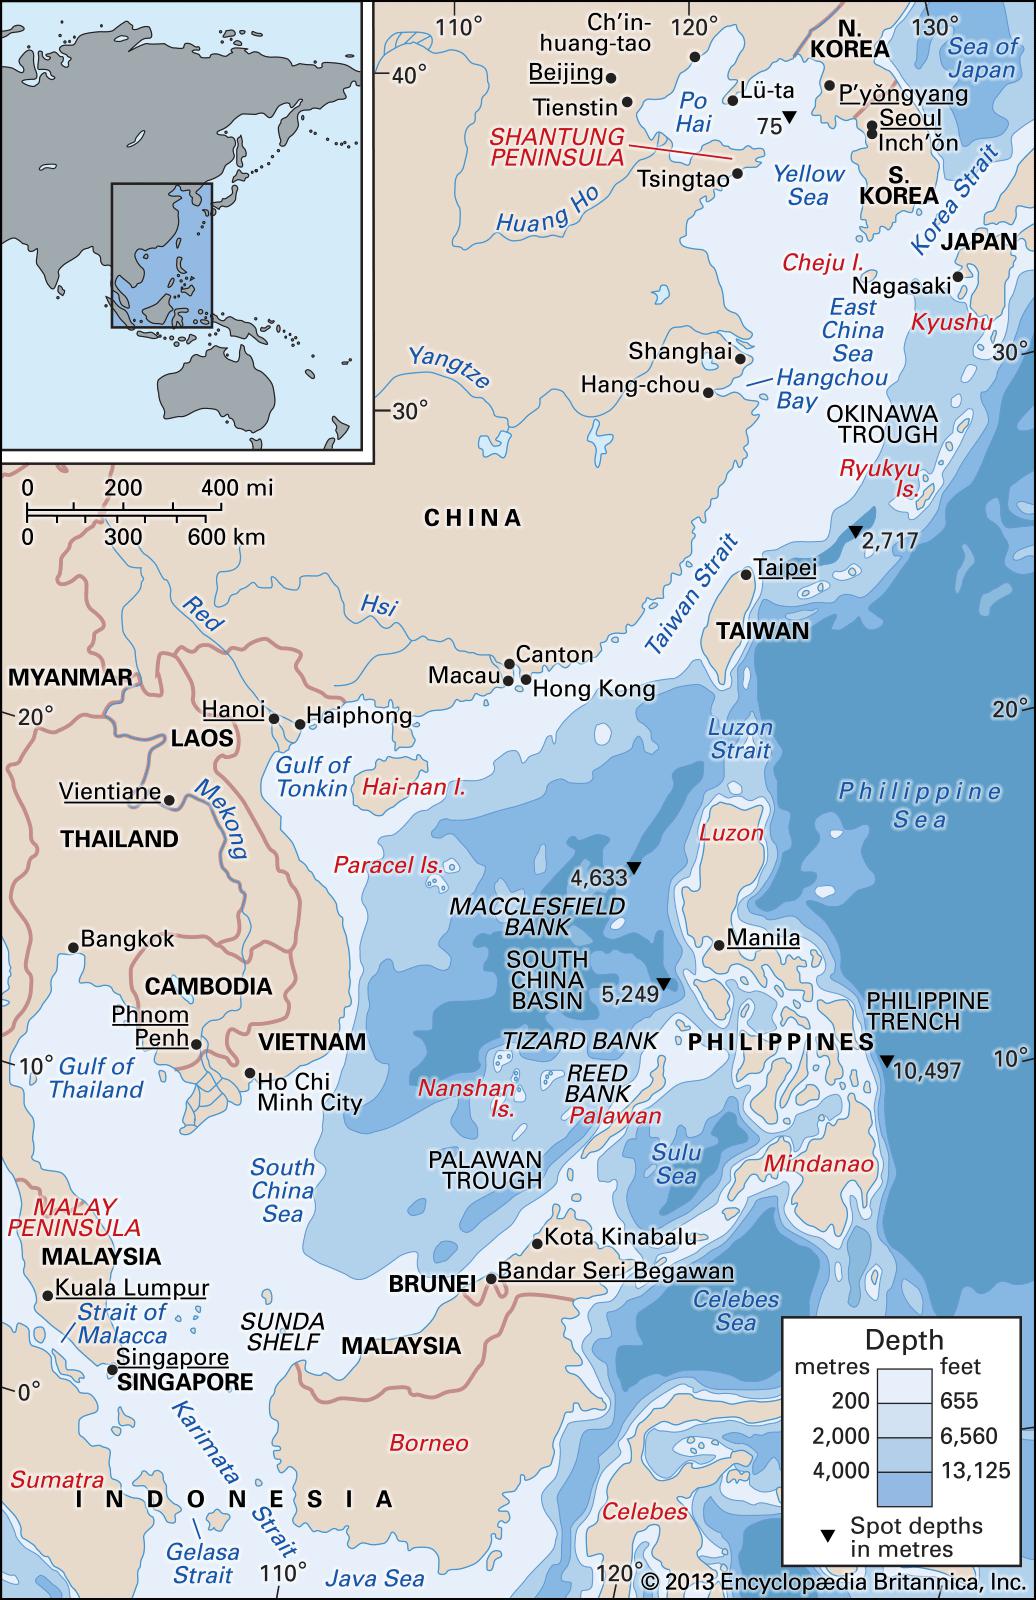 110°
120°
130°
Ch'in-
huang-tao
N.
KOREA
Sea of
Japan
40°
Beijing
Lü-ta
P'yǒngyang
Tienstin
Po
Hai
75
Seoul
Inch'ǒn
SHANTUNG
PENINSULA
Tsingtao
Yellow
Sea
S.
KOREA
Korea Strait
Huang Ho
JAPAN
Cheju I.
Nagasaki
East
China
Sea
Kyushu
30°
Shanghai
Yangtze
Hang-chou
Hangchou
Bay
30°
OKINAWA
TROUGH
Ryukyu
Is.
0 200 400 mi
0 300 600 km
CHINA
2,717
Taiwan Strait
Taipei
Red
Hsi
TAIWAN
Canton
MYANMAR
Macau
Hong Kong
20°
Hanoi
Haiphong
20°
LAOS
Luzon
Strait
Gulf of
Tonkin
Hai-nan I.
Vientiane
Mekong
Philippine
Sea
THAILAND
Luzon
Paracel Is.
4,633
MACCLESFIELD
BANK
Bangkok
Manila
SOUTH
CHINA
BASIN
5,249
CAMBODIA
PHILIPPINE
TRENCH
Phnom
Penh
VIETNAM
TIZARD BANK
PHILIPPINES
10°
Gulf of
Thailand
10,497
10°
Ho Chi
Minh City
Nanshan
Is.
REED
BANK
Palawan
South
China
Sea
PALAWAN
TROUGH
Sulu
Sea
Mindanao
MALAY
PENINSULA
MALAYSIA
Kota Kinabalu
Kuala Lumpur
BRUNEI
Bandar Seri Begawan
Strait of
Malacca
SUNDA
SHELF
MALAYSIA
Celebes
Sea
Singapore
SINGAPORE
0°
Karimata Strait
Borneo
Sumatra
INDONESIA
Celebes
Gelasa
Strait
110°
Java Sea
120°
Depth
metres feet
200 655
2,000 6,560
4,000 13,125
Spot depths
in metres
© 2013 Encyclopædia Britannica, Inc.